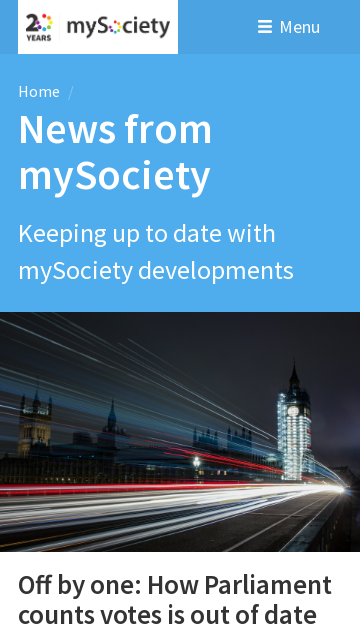 20 YEARS
mySociety
Menu
Home /
News from
mySociety
Keeping up to date with
mySociety developments
Off by one: How Parliament
counts votes is out of date